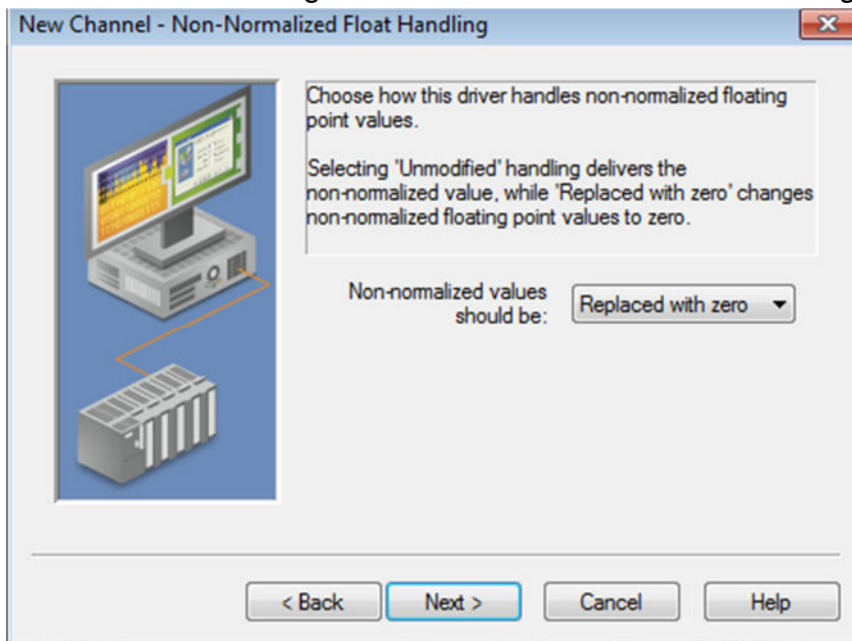 New Channel - Non-Normalized Float Handling
Choose how this driver handles non-normalized floating
point values.
Selecting 'Unmodified' handling delivers the
non-normalized value, while 'Replaced with zero' changes
non-normalized floating point values to zero.
Non-normalized values
should be:
Replaced with zero
< Back
Next >
Cancel
Help